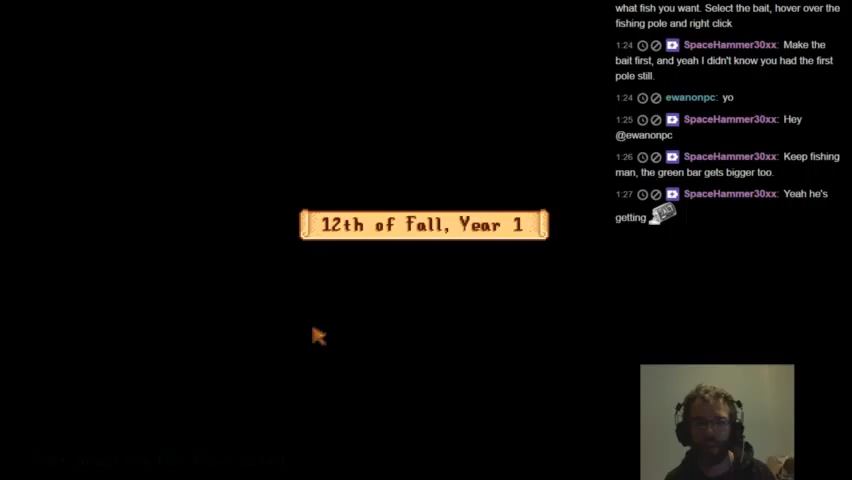 what fish you want. Select the bait, hover over the
fishing pole and right click
1:24 SpaceHammer30xx: Make the
bait first, and yeah I didn't know you had the first
pole still.
1:24 ewanonpc: yo
1:25 SpaceHammer30xx: Hey
@ewanonpc
1:26 SpaceHammer30xx: Keep fishing
man, the green bar gets bigger too.
1:27 SpaceHammer30xx: Yeah he's
getting
12th of Fall, Year 1